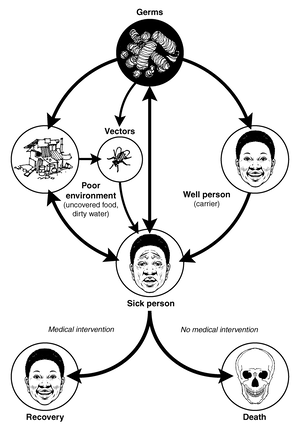 Germs
Vectors
Poor
environment
(uncovered food,
dirty water)
Well person
(carrier)
Sick person
Medical intervention
No medical intervention
Recovery
Death